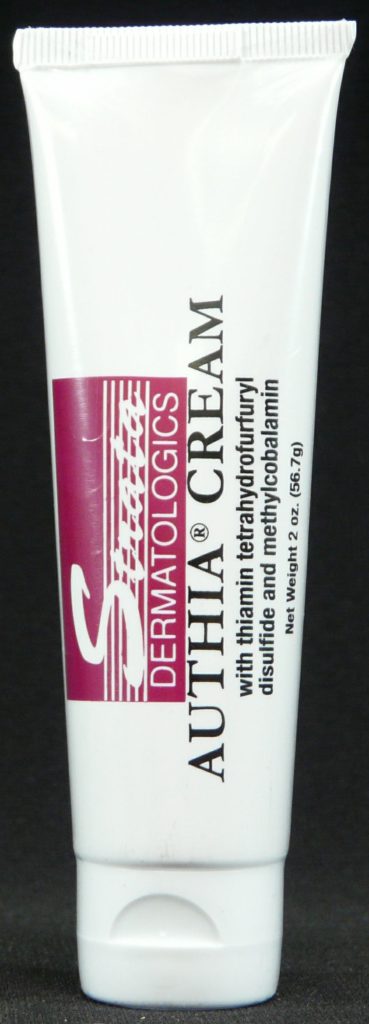 Strata
DERMATOLOGICS
AUTHIA® CREAM
with thiamin tetrahydrofurfuryl
disulfide and methylcobalamin
Net Weight 2 oz. (56.7g)